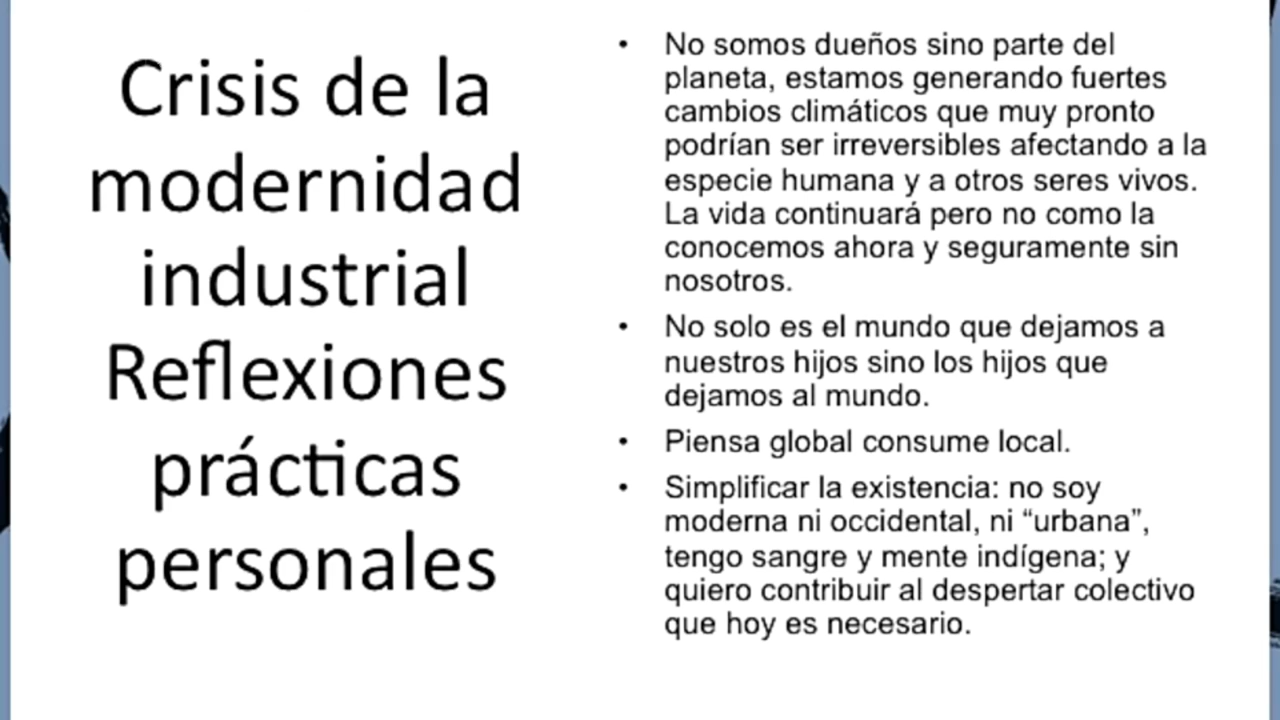 Crisis de la
modernidad
industrial
Reflexiones
prácticas
personales
• No somos dueños sino parte del
planeta, estamos generando fuertes
cambios climáticos que muy pronto
podrían ser irreversibles afectando a la
especie humana y a otros seres vivos.
La vida continuará pero no como la
conocemos ahora y seguramente sin
nosotros.
• No solo es el mundo que dejamos a
nuestros hijos sino los hijos que
dejamos al mundo.
• Piensa global consume local.
• Simplificar la existencia: no soy
moderna ni occidental, ni “urbana”,
tengo sangre y mente indígena; y
quiero contribuir al despertar colectivo
que hoy es necesario.